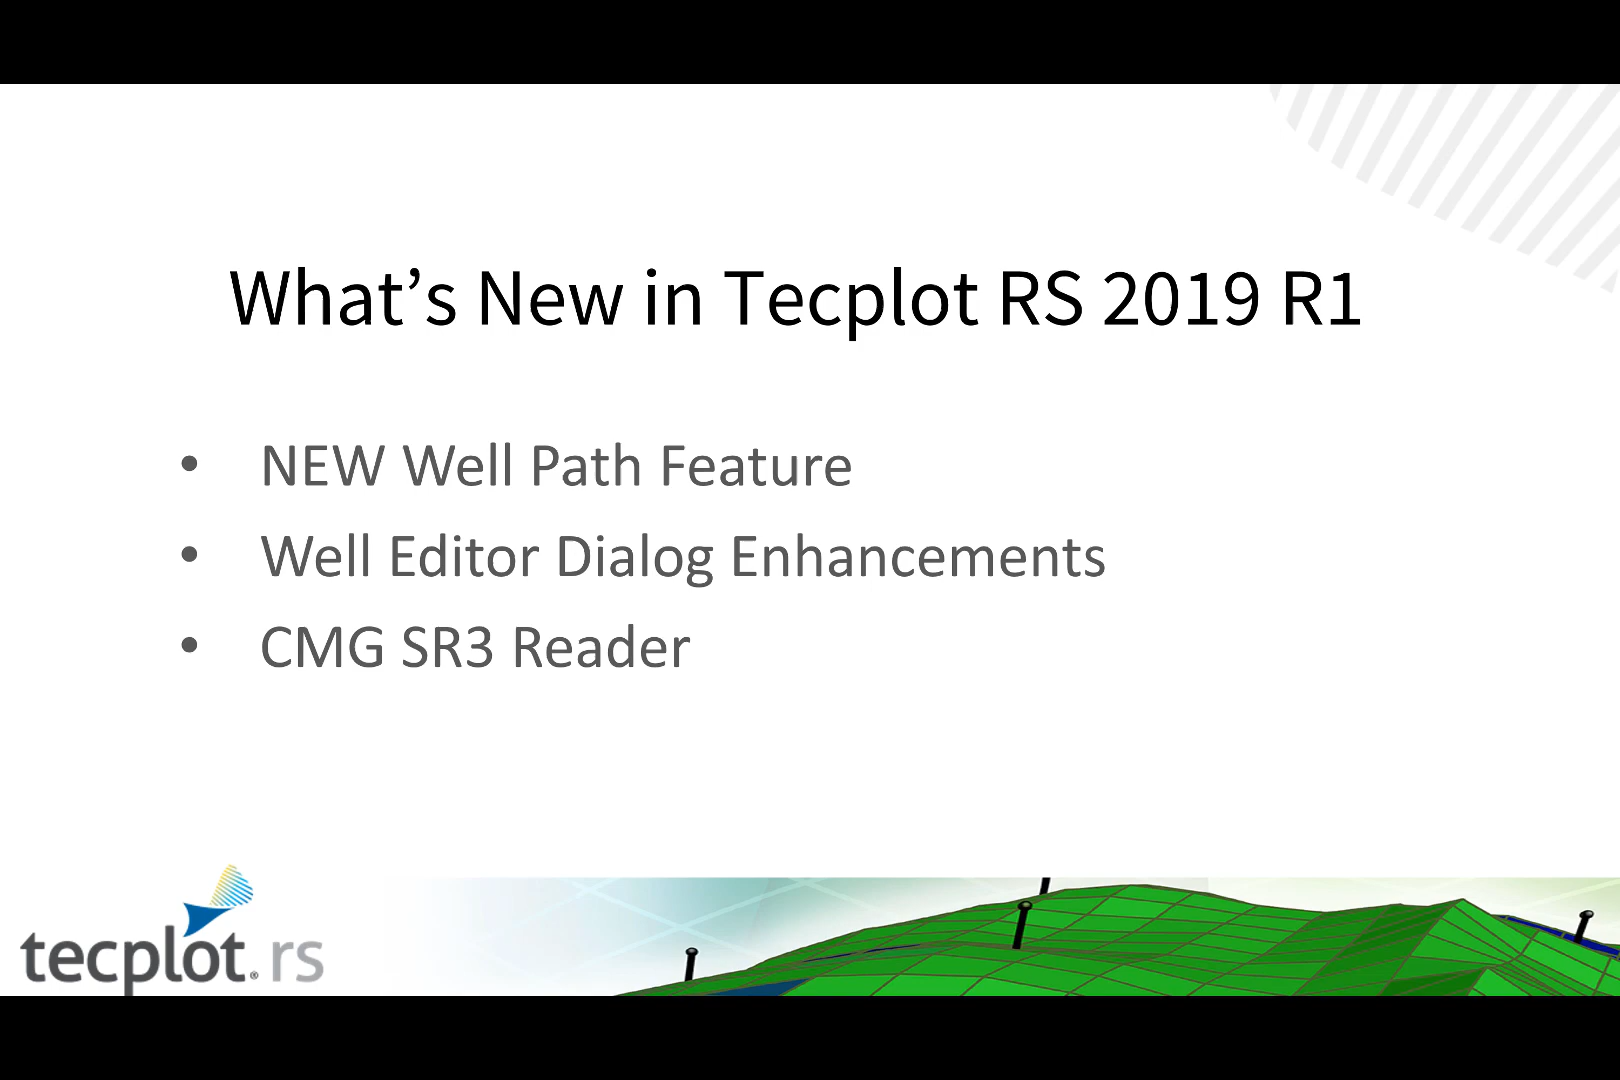 What’s New in Tecplot RS 2019 R1
• NEW Well Path Feature
• Well Editor Dialog Enhancements
• CMG SR3 Reader
tecplot.® rs